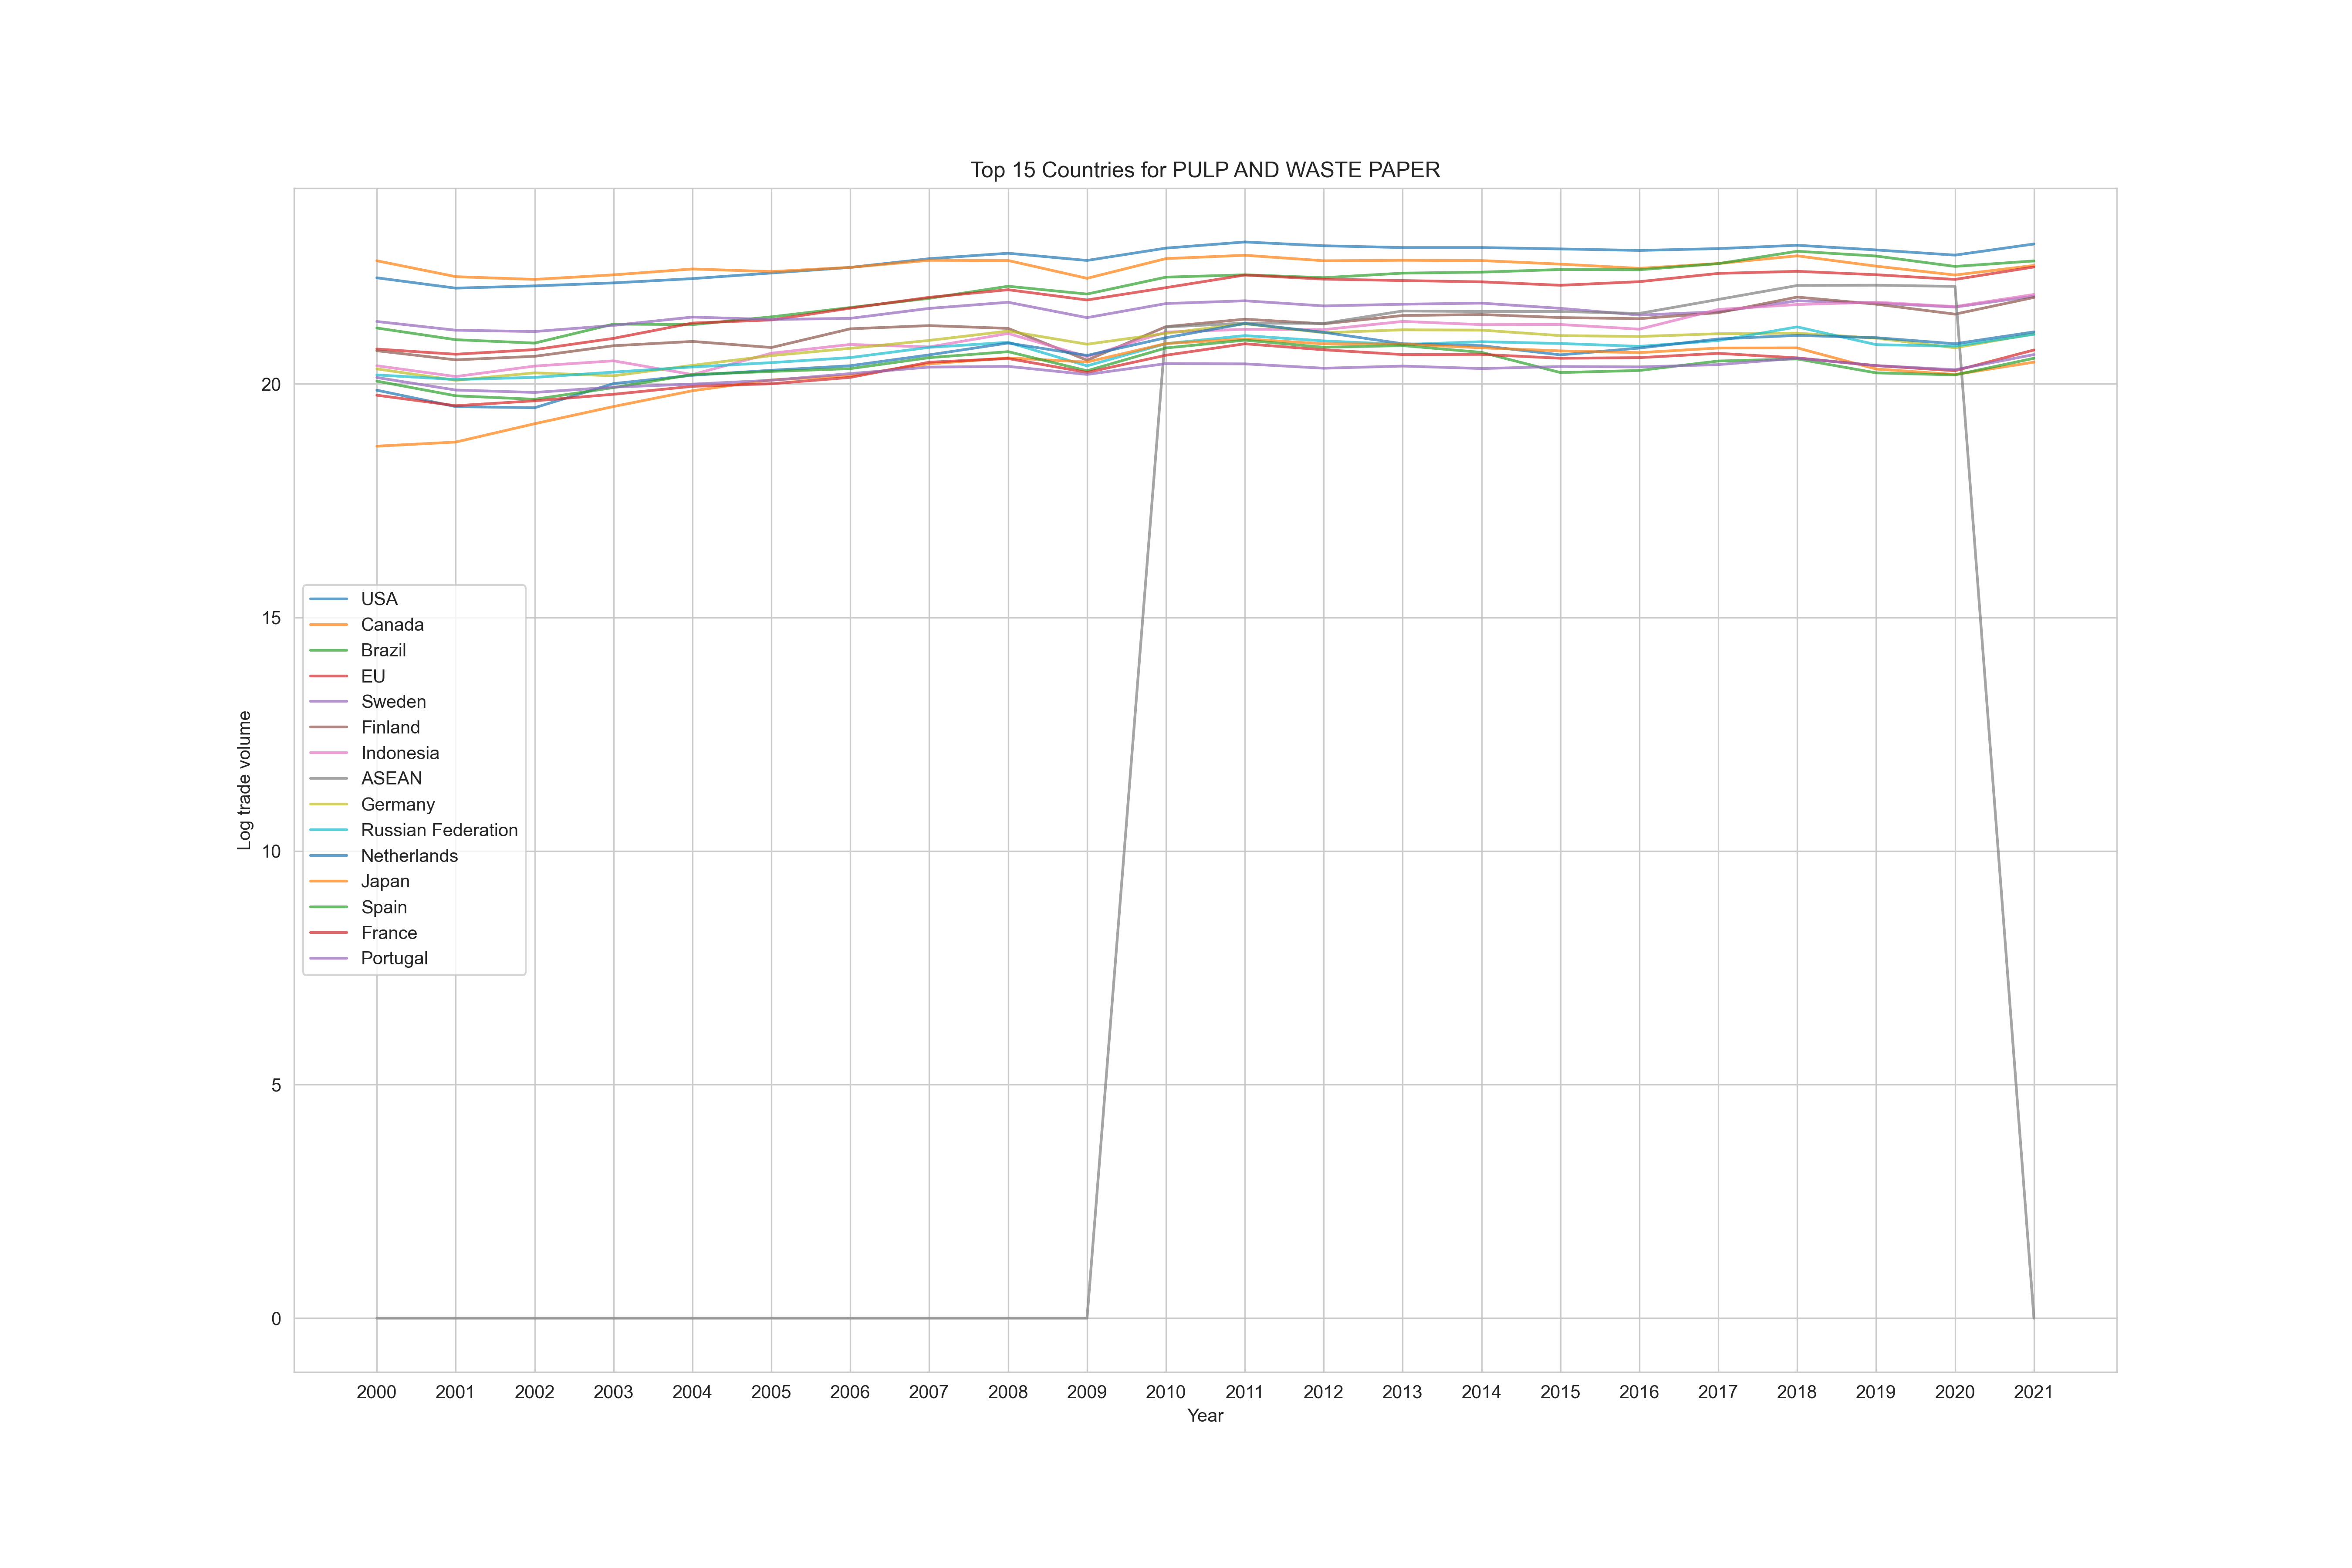 Top 15 Countries for PULP AND WASTE PAPER
Log trade volume
20
15
10
5
0
USA
Canada
Brazil
EU
Sweden
Finland
Indonesia
ASEAN
Germany
Russian Federation
Netherlands
Japan
Spain
France
Portugal
2000 2001 2002 2003 2004 2005 2006 2007 2008 2009 2010 2011 2012 2013 2014 2015 2016 2017 2018 2019 2020 2021
Year